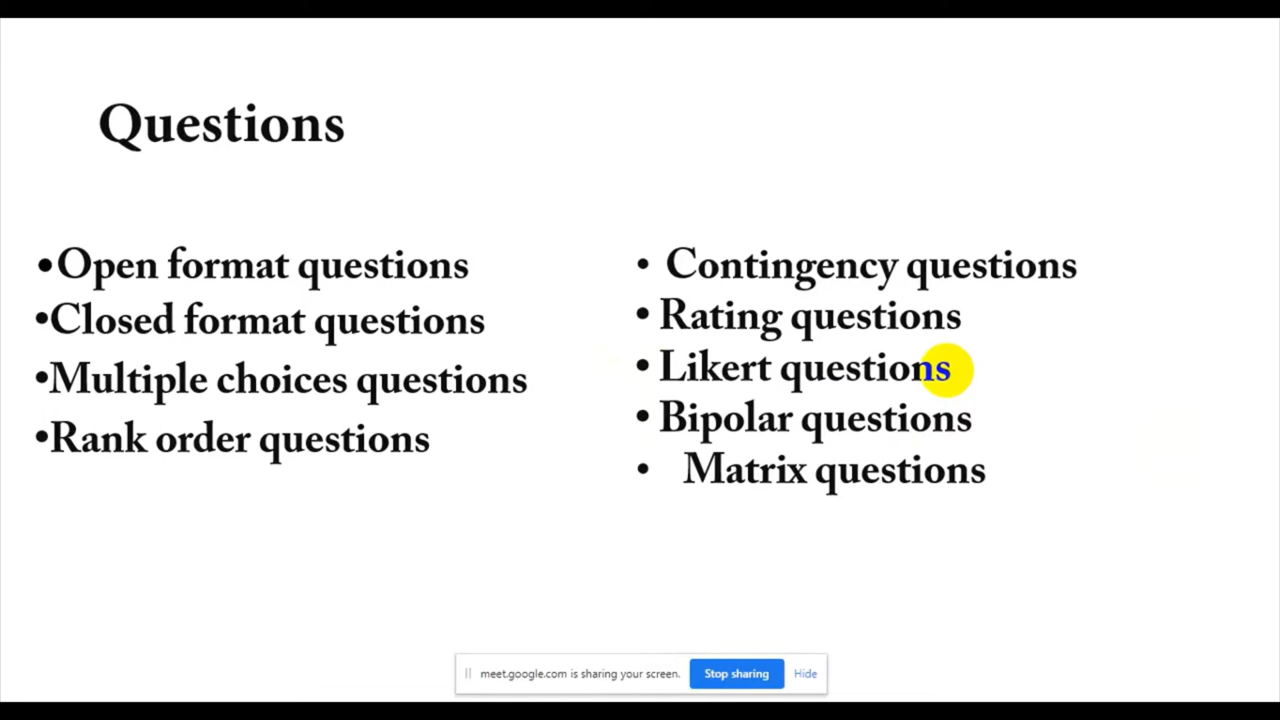 Questions
•Open format questions
•Closed format questions
•Multiple choices questions
•Rank order questions
• Contingency questions
• Rating questions
• Likert questions
• Bipolar questions
• Matrix questions
meet.google.com is sharing your screen. Stop sharing Hide